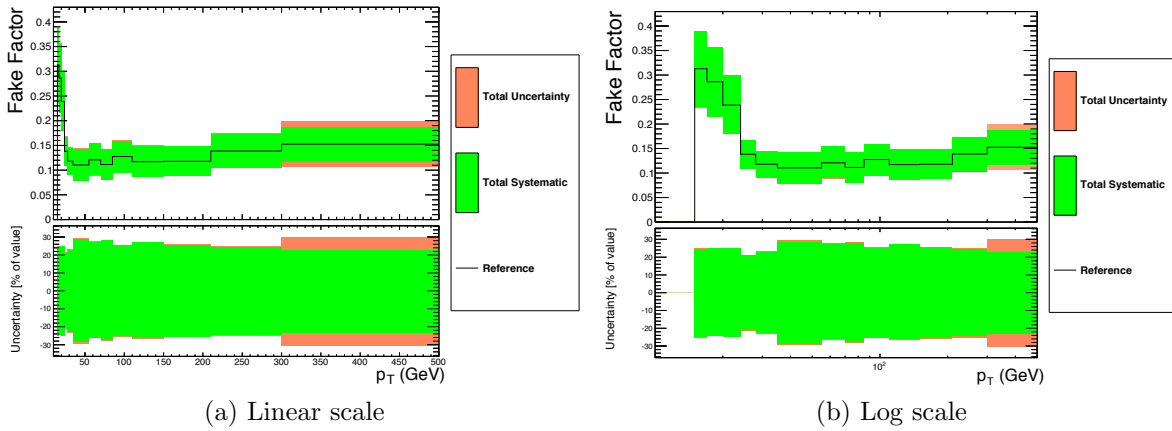 Fake Factor
0.4
0.35
0.3
0.25
0.2
0.15
0.1
0.05
0
Uncertainty [% of value]
30
20
10
0
-10
-20
-30
50 100 150 200 250 300 350 400 450 500
p_T (GeV)
Total Uncertainty
Total Systematic
Reference
(a) Linear scale
Fake Factor
0.4
0.35
0.3
0.25
0.2
0.15
0.1
0.05
0
Uncertainty [% of value]
30
20
10
0
-10
-20
-30
10²
p_T (GeV)
Total Uncertainty
Total Systematic
Reference
(b) Log scale